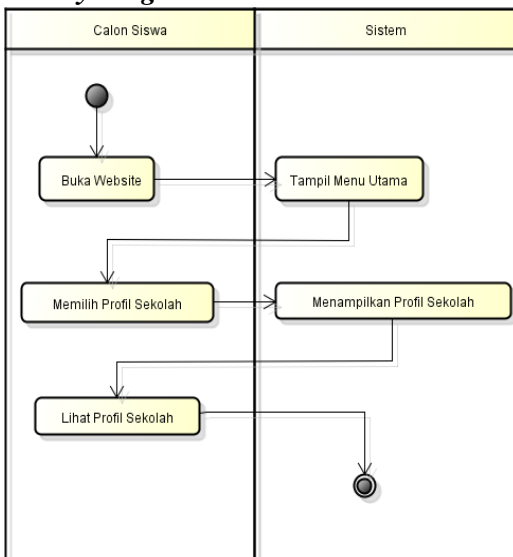 Calon Siswa
Sistem
Buka Website
Tampil Menu Utama
Memilih Profil Sekolah
Menampilkan Profil Sekolah
Lihat Profil Sekolah